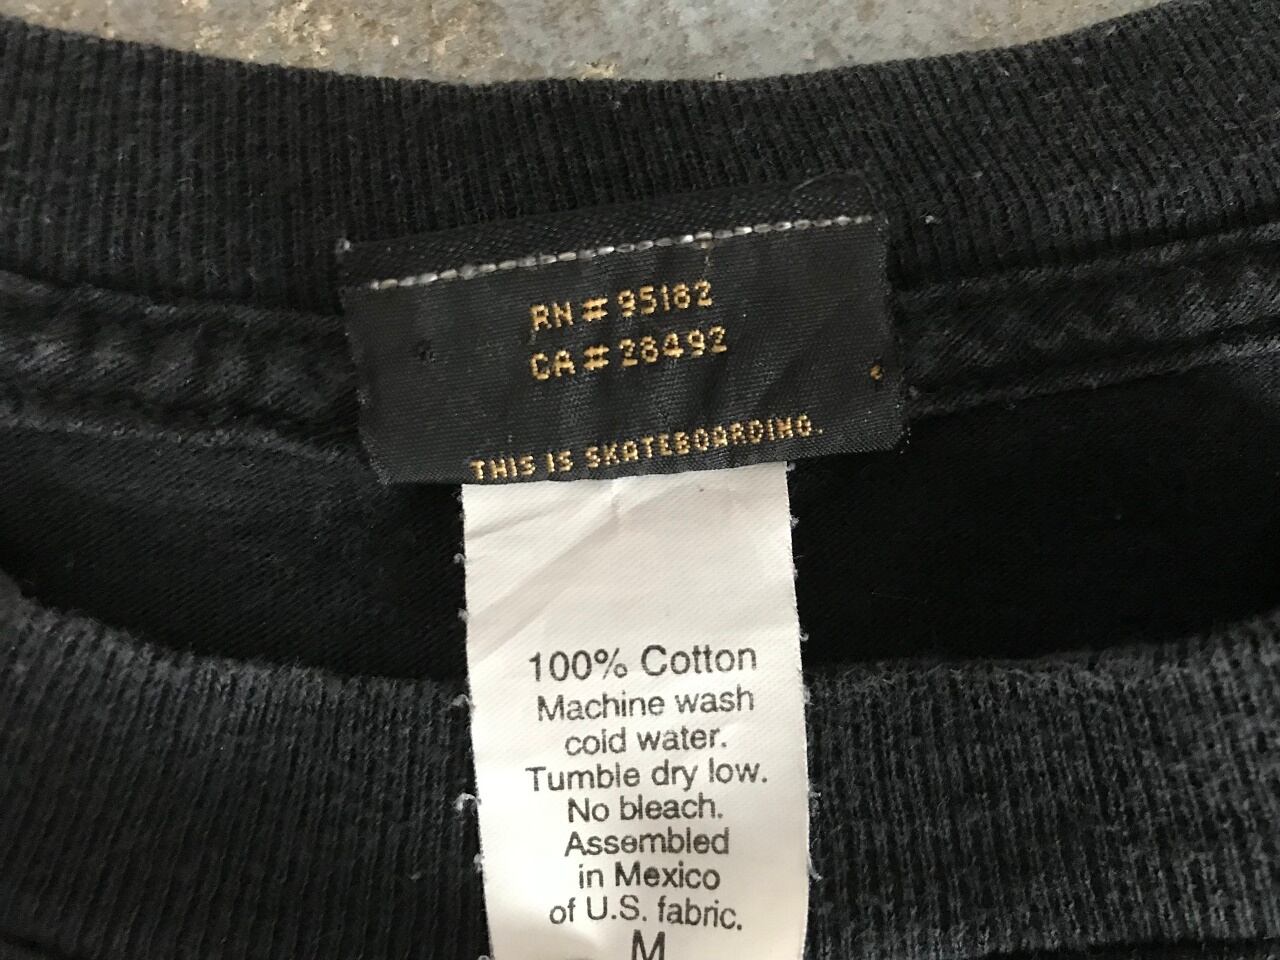 RN # 95182
CA # 28492
THIS IS SKATEBOARDING.
100% Cotton
Machine wash
cold water.
Tumble dry low.
No bleach.
Assembled
in Mexico
of U.S. fabric.
M